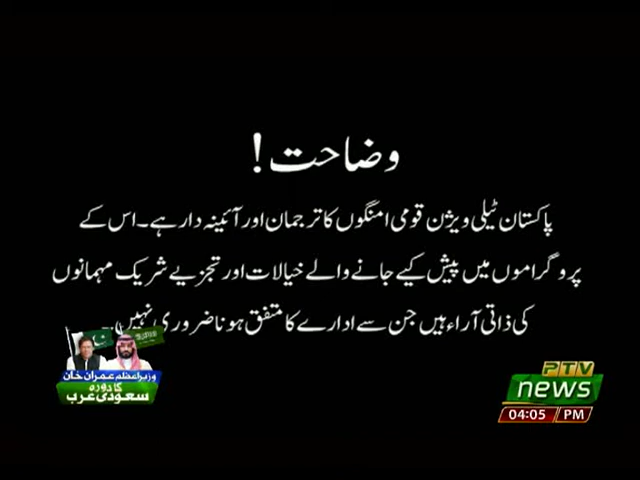 وضاحت!
پاکستان ٹیلی ویژن قومی امنگوں کا ترجمان اور آئینہ دار ہے۔ اس کے
پروگراموں میں پیش کیے جانے والے خیالات اور تجزیے شریک مہمانوں
کی ذاتی آراء ہیں جن سے ادارے کا متفق ہونا ضروری نہیں۔
وزیراعظم عمران خان
کا دورہ
سعودی عرب
PTV
news
04:05 PM